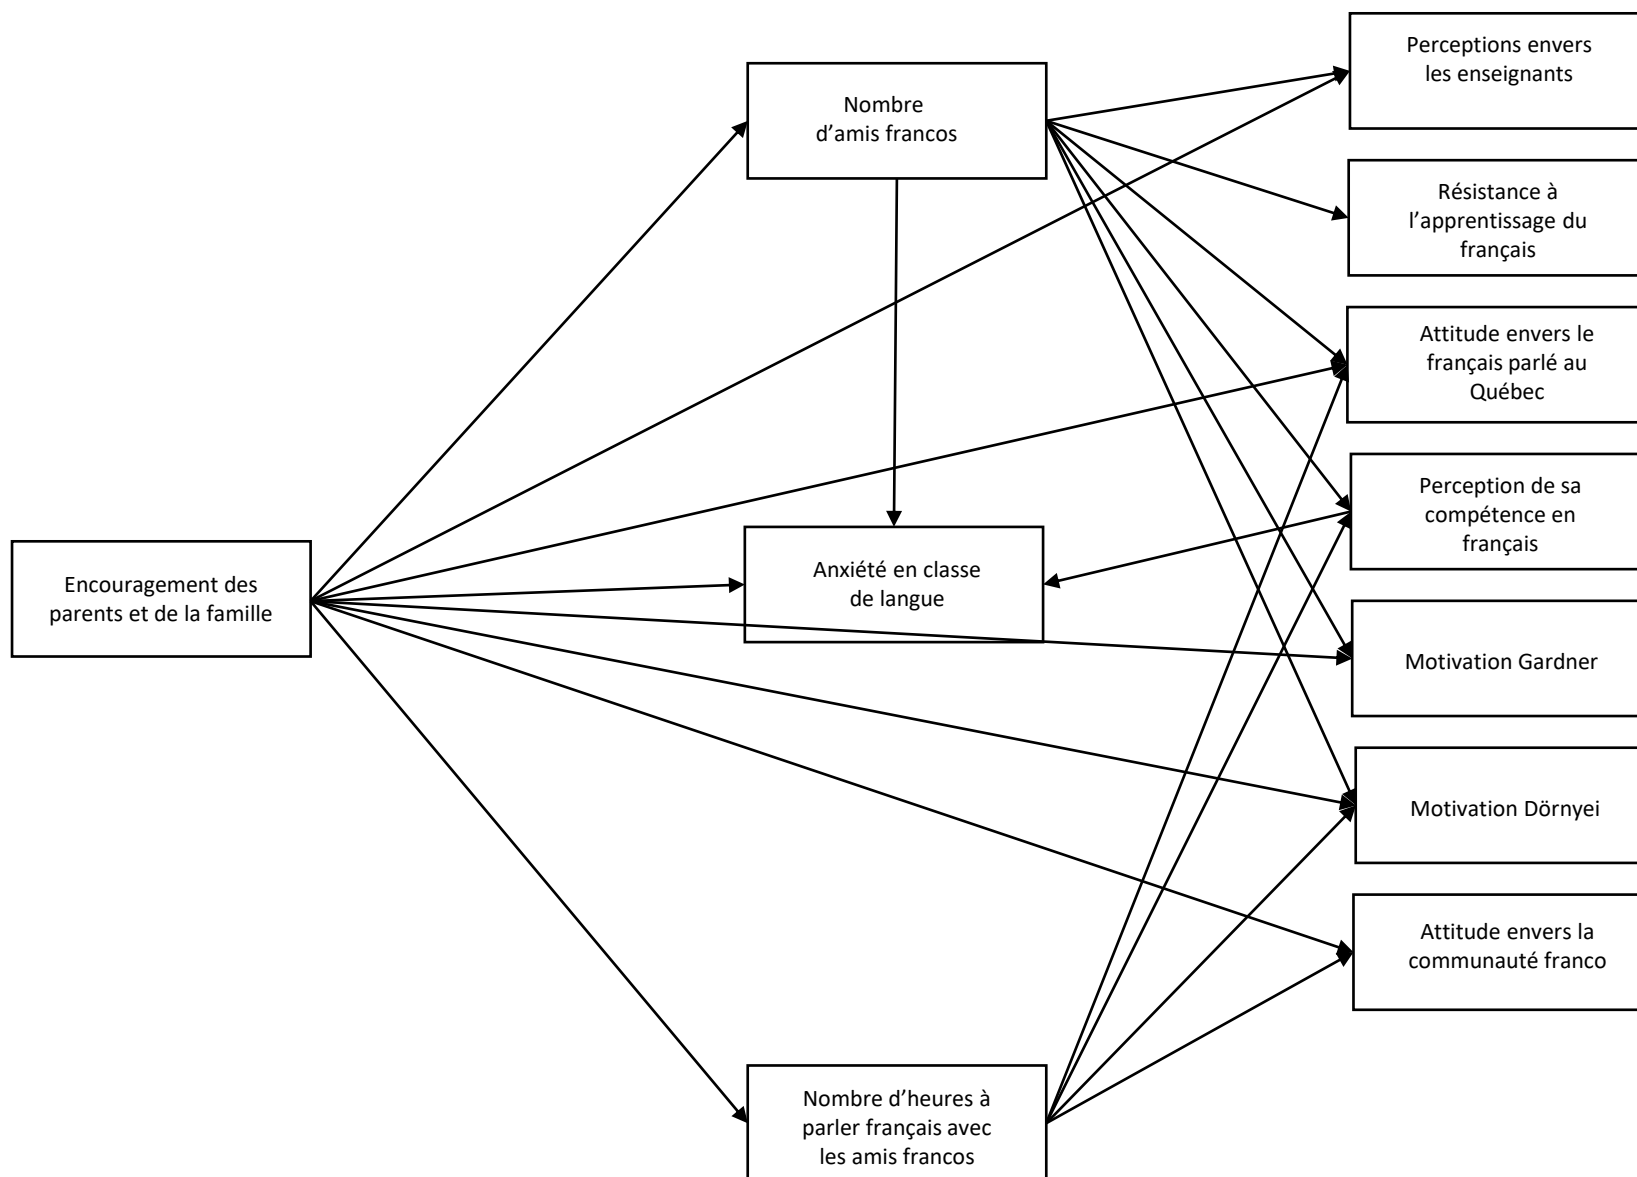 Perceptions envers
les enseignants
Nombre
d’amis francos
Résistance à
l’apprentissage du
français
Attitude envers le
français parlé au
Québec
Perception de sa
compétence en
français
Anxiété en classe
de langue
Encouragement des
parents et de la famille
Motivation Gardner
Motivation Dörnyei
Attitude envers la
communauté franco
Nombre d’heures à
parler français avec
les amis francos